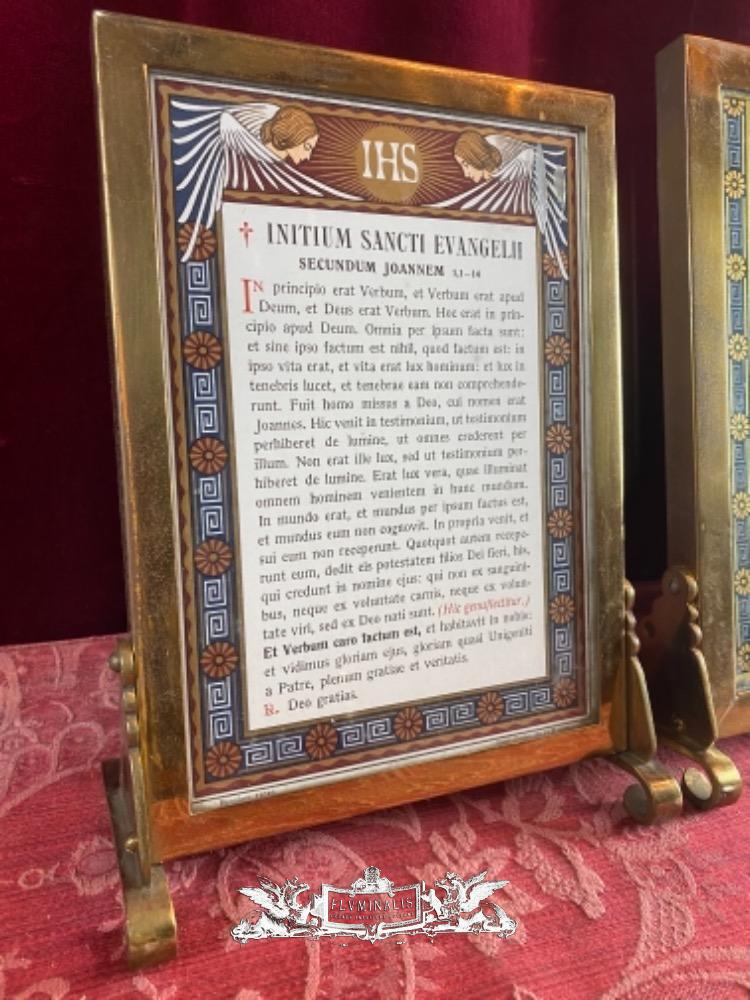 IHS
† INITIUM SANCTI EVANGELII
SECUNDUM JOANNEM 1,1–14
IN principio erat Verbum, et Verbum erat apud
Deum, et Deus erat Verbum. Hoc erat in prin-
cipio apud Deum. Omnia per ipsum facta sunt:
et sine ipso factum est nihil, quod factum est: in
ipso vita erat, et vita erat lux hominum: et lux in
tenebris lucet, et tenebrae eam non comprehende-
runt. Fuit homo missus a Deo, cui nomen erat
Joannes. Hic venit in testimonium, ut testimonium
perhiberet de lumine, ut omnes crederent per
illum. Non erat ille lux, sed ut testimonium per-
hiberet de lumine. Erat lux vera, quae illuminat
omnem hominem venientem in hunc mundum.
In mundo erat, et mundus per ipsum factus est,
et mundus eum non cognovit. In propria venit, et
sui eum non receperunt. Quotquot autem recepe-
runt eum, dedit eis potestatem filios Dei fieri, his,
qui credunt in nomine ejus: qui non ex sanguini-
bus, neque ex voluntate carnis, neque ex volun-
tate viri, sed ex Deo nati sunt. (Hic genuflectitur.)
Et Verbum caro factum est, et habitavit in nobis:
et vidimus gloriam ejus, gloriam quasi Unigeniti
a Patre, plenum gratiae et veritatis.
℟. Deo gratias.
FLVMINALIS